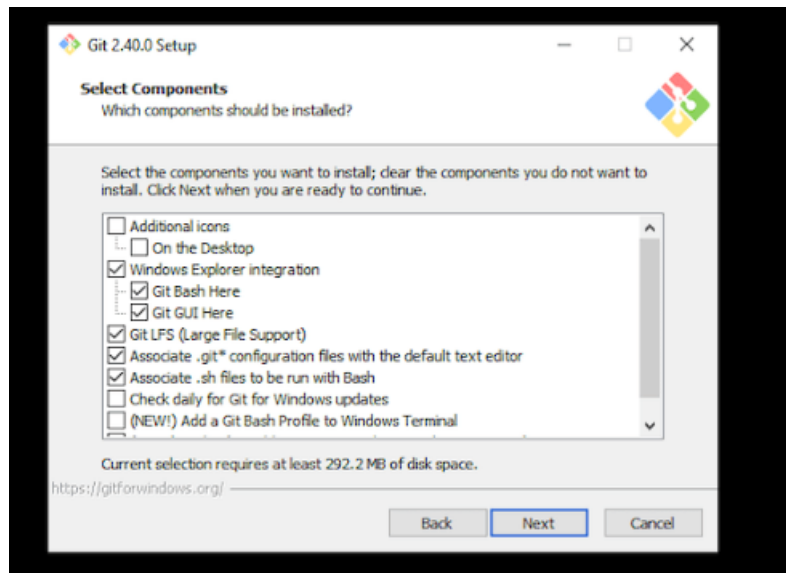 Git 2.40.0 Setup
Select Components
Which components should be installed?
Select the components you want to install; clear the components you do not want to
install. Click Next when you are ready to continue.
Additional icons
On the Desktop
Windows Explorer integration
Git Bash Here
Git GUI Here
Git LFS (Large File Support)
Associate .git* configuration files with the default text editor
Associate .sh files to be run with Bash
Check daily for Git for Windows updates
(NEW!) Add a Git Bash Profile to Windows Terminal
Current selection requires at least 292.2 MB of disk space.
https://gitforwindows.org/
Back
Next
Cancel